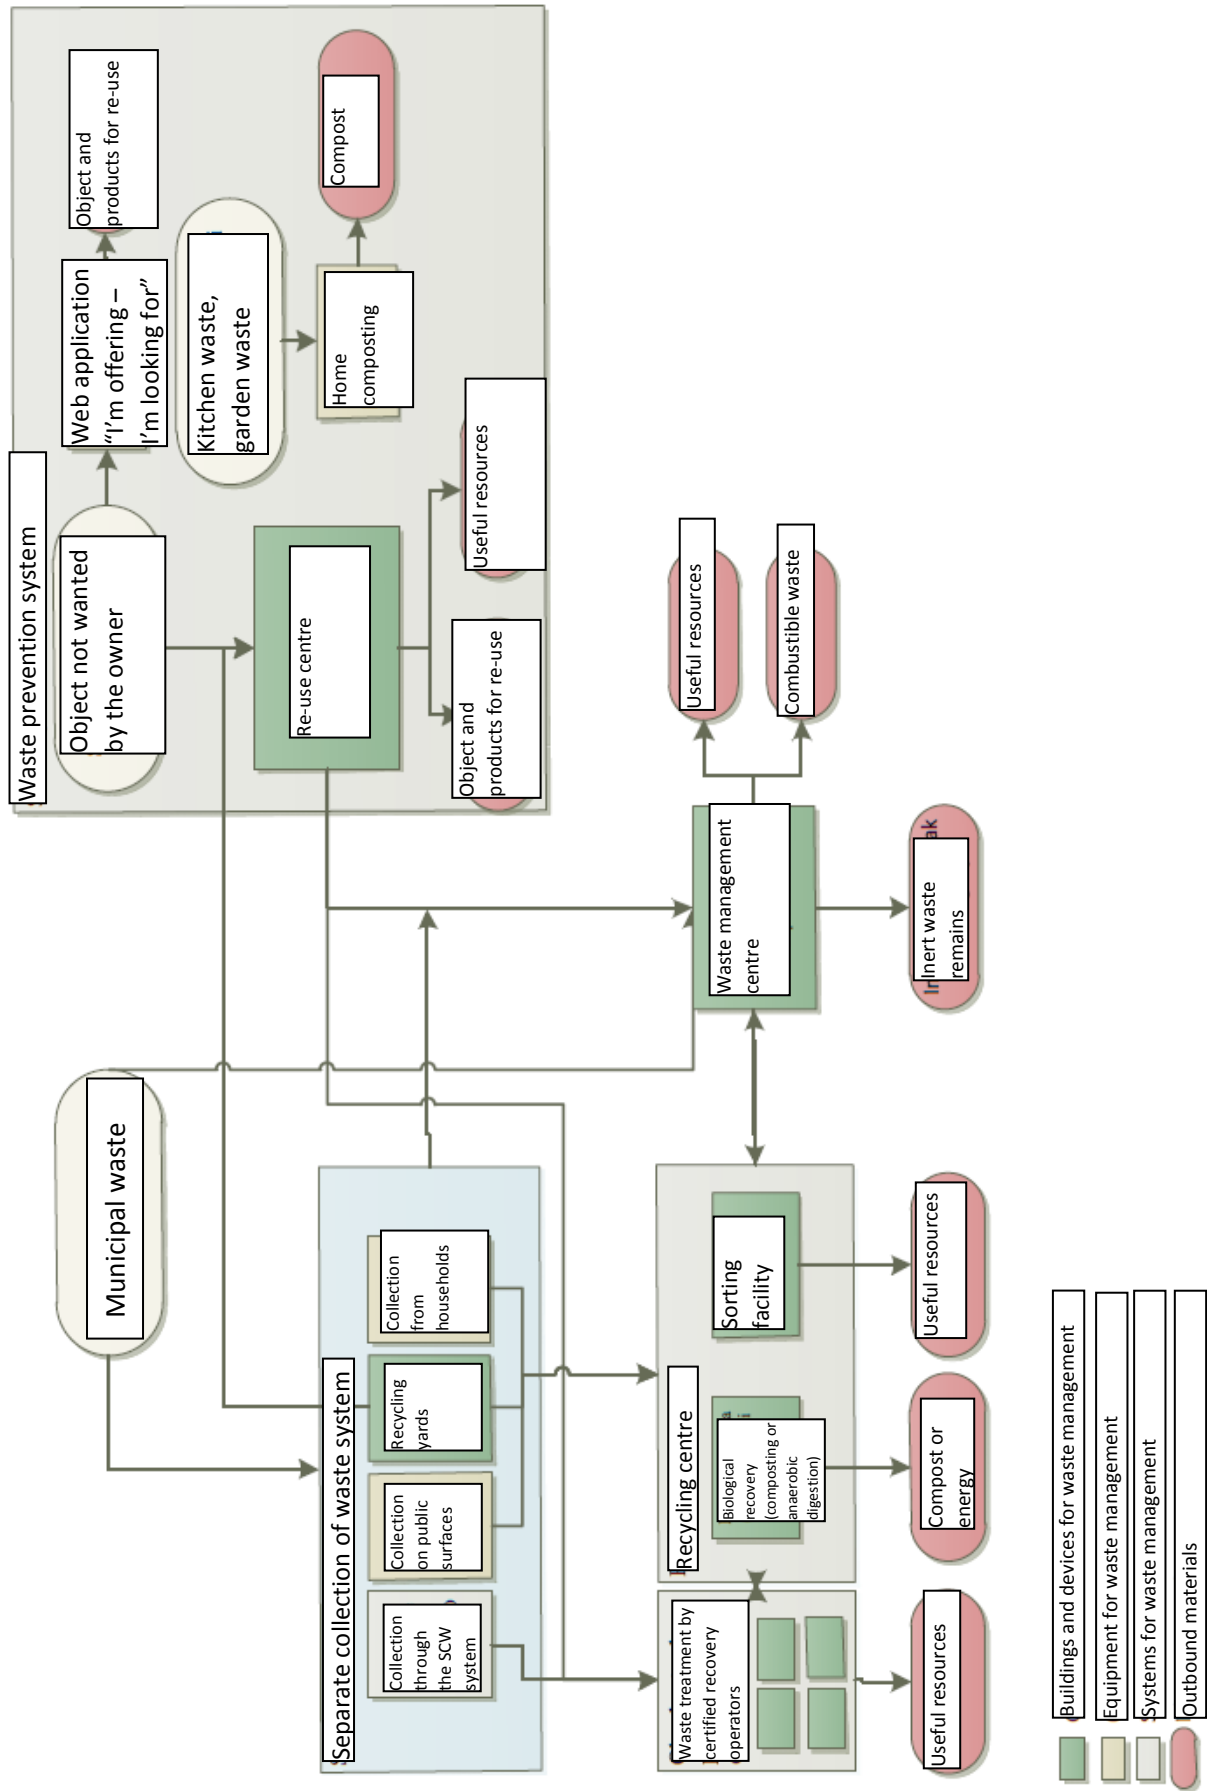 Waste prevention system
Municipal waste
Object not wanted
by the owner
Web application
“I’m offering –
I’m looking for”
Object and
products for re-use
Kitchen waste,
garden waste
Re-use centre
Home
composting
Compost
Object and
products for re-use
Useful resources
Separate collection of waste system
Collection
through
the SCW
system
Collection
on public
surfaces
Recycling
yards
Collection
from
households
Waste treatment by
certified recovery
operators
Recycling centre
Biological
recovery
(composting or
anaerobic
digestion)
Sorting
facility
Waste management
centre
Useful resources
Combustible waste
Useful resources
Compost or
energy
Useful resources
Inert waste
remains
Buildings and devices for waste management
Equipment for waste management
Systems for waste management
Outbound materials